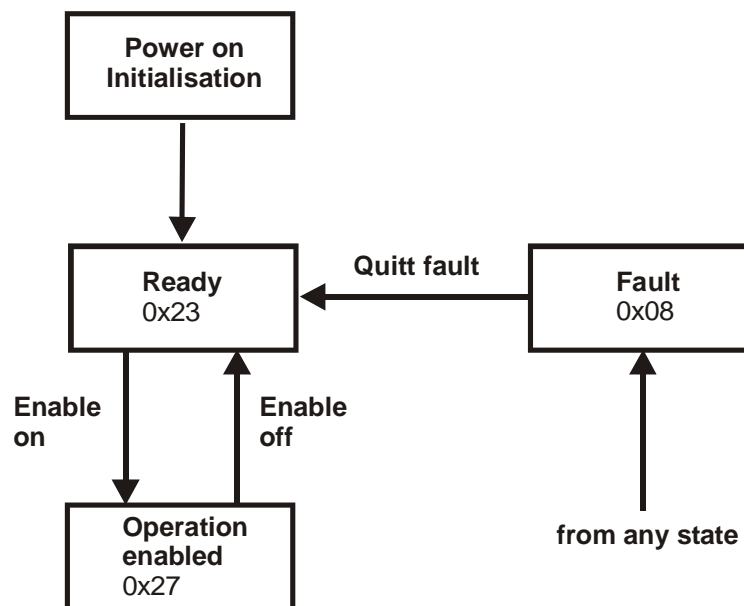 Power on
Initialisation
Ready
0x23
Quitt fault
Fault
0x08
Enable
on
Enable
off
Operation
enabled
0x27
from any state